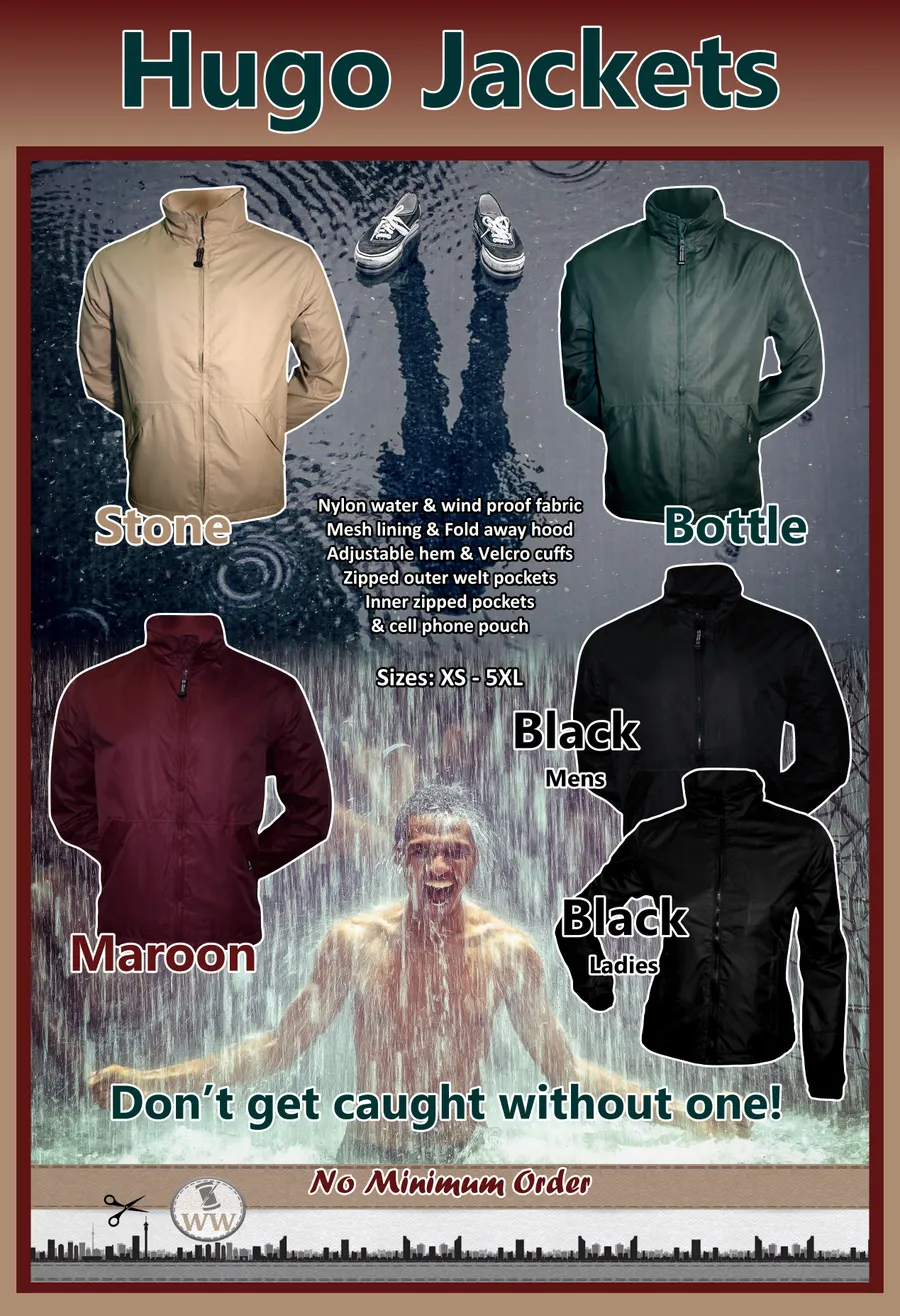 Hugo Jackets
Stone
Bottle
Nylon water & wind proof fabric
Mesh lining & Fold away hood
Adjustable hem & Velcro cuffs
Zipped outer welt pockets
Inner zipped pockets
& cell phone pouch
Sizes: XS - 5XL
Black
Mens
Maroon
Black
Ladies
Don’t get caught without one!
No Minimum Order
WW